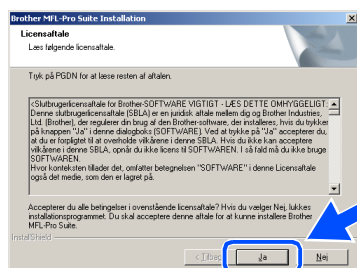 Brother MFL-Pro Suite Installation
Licensaftale
Læs følgende licensaftale.
Tryk på PGDN for at læse resten af aftalen.
<Slutbrugerlicensaftale for Brother-SOFTWARE VIGTIGT - LÆS DETTE OMHYGGELIGT:
Denne slutbrugerlicensaftale (SBLA) er en juridisk aftale mellem dig og Brother Industries,
Ltd. (Brother), der regulerer din brug af den Brother-software, der installeres, hvis du trykker
på knappen "Ja" i denne dialogboks (SOFTWARE). Ved at trykke på "Ja" accepterer du,
at du er forpligtet til at overholde vilkårene i denne SBLA. Hvis du ikke kan acceptere
vilkårene i denne SBLA, opnår du ikke licens til SOFTWAREN. I så fald må du ikke bruge
SOFTWAREN.
Hvor konteksten tillader det, omfatter betegnelsen "SOFTWARE" i denne Licensaftale
også det medie, som den er lagret på.
Accepterer du alle betingelser i ovenstående licensaftale? Hvis du vælger Nej, lukkes
installationsprogrammet. Du skal acceptere denne aftale for at kunne installere Brother
MFL-Pro Suite.
InstallShield
< Tilbage
Ja
Nej